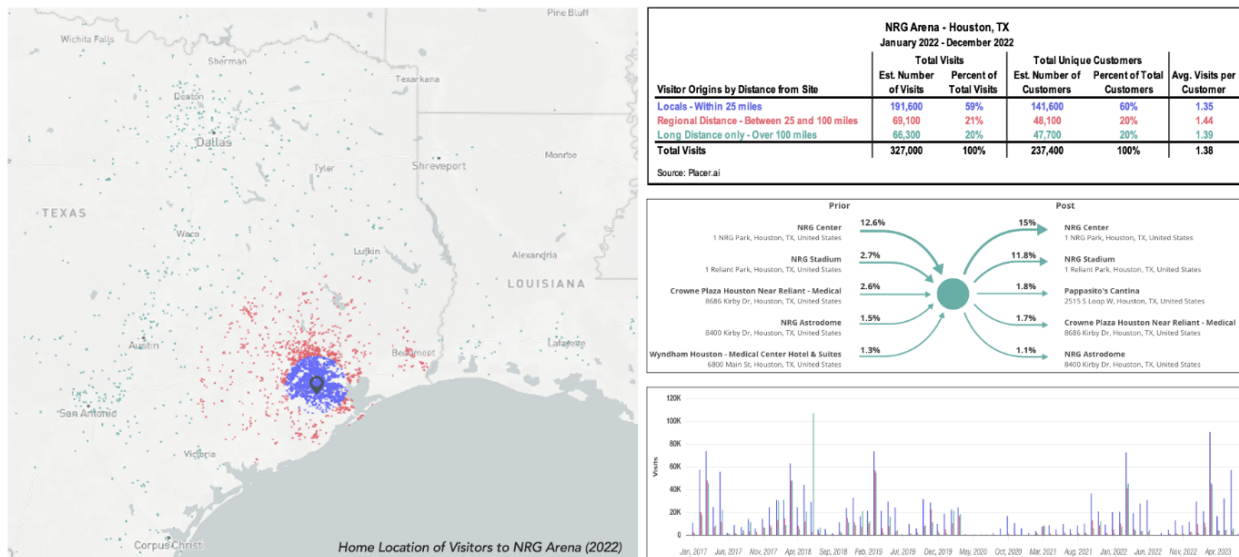 Pine Bluff
Wichita Falls
Sherman
Texarkana
Denton
Dallas
Shreveport
Monroe
Tyler
TEXAS
Waco
Lufkin
Alexandria
LOUISIANA
Austin
Beaumont
Lafayette
San Antonio
Victoria
Corpus Christi
Home Location of Visitors to NRG Arena (2022)
NRG Arena - Houston, TX
January 2022 - December 2022
Total Visits Total Unique Customers
Est. Number Percent of Est. Number of Percent of Total Avg. Visits per
Visitor Origins by Distance from Site of Visits Total Visits Customers Customers Customer
Locals - Within 25 miles 191,600 59% 141,600 60% 1.35
Regional Distance - Between 25 and 100 miles 69,100 21% 48,100 20% 1.44
Long Distance only - Over 100 miles 66,300 20% 47,700 20% 1.39
Total Visits 327,000 100% 237,400 100% 1.38
Source: Placer.ai
Prior Post
NRG Center 12.6% 15% NRG Center
1 NRG Park, Houston, TX, United States 1 NRG Park, Houston, TX, United States
NRG Stadium 2.7% 11.8% NRG Stadium
1 Reliant Park, Houston, TX, United States 1 Reliant Park, Houston, TX, United States
Crowne Plaza Houston Near Reliant - Medical 2.6% 1.8% Pappasito's Cantina
8686 Kirby Dr, Houston, TX, United States 2515 S Loop W, Houston, TX, United States
NRG Astrodome 1.5% 1.7% Crowne Plaza Houston Near Reliant - Medical
8400 Kirby Dr, Houston, TX, United States 8686 Kirby Dr, Houston, TX, United States
Wyndham Houston - Medical Center Hotel & Suites 1.3% 1.1% NRG Astrodome
6800 Main St, Houston, TX, United States 8400 Kirby Dr, Houston, TX, United States
120K
100K
80K
60K
40K
20K
0
Visits
Jan, 2017 Jun, 2017 Nov, 2017 Apr, 2018 Sep, 2018 Feb, 2019 Jul, 2019 Dec, 2019 May, 2020 Oct, 2020 Mar, 2021 Aug, 2021 Jan, 2022 Jun, 2022 Nov, 2022 Apr, 2023